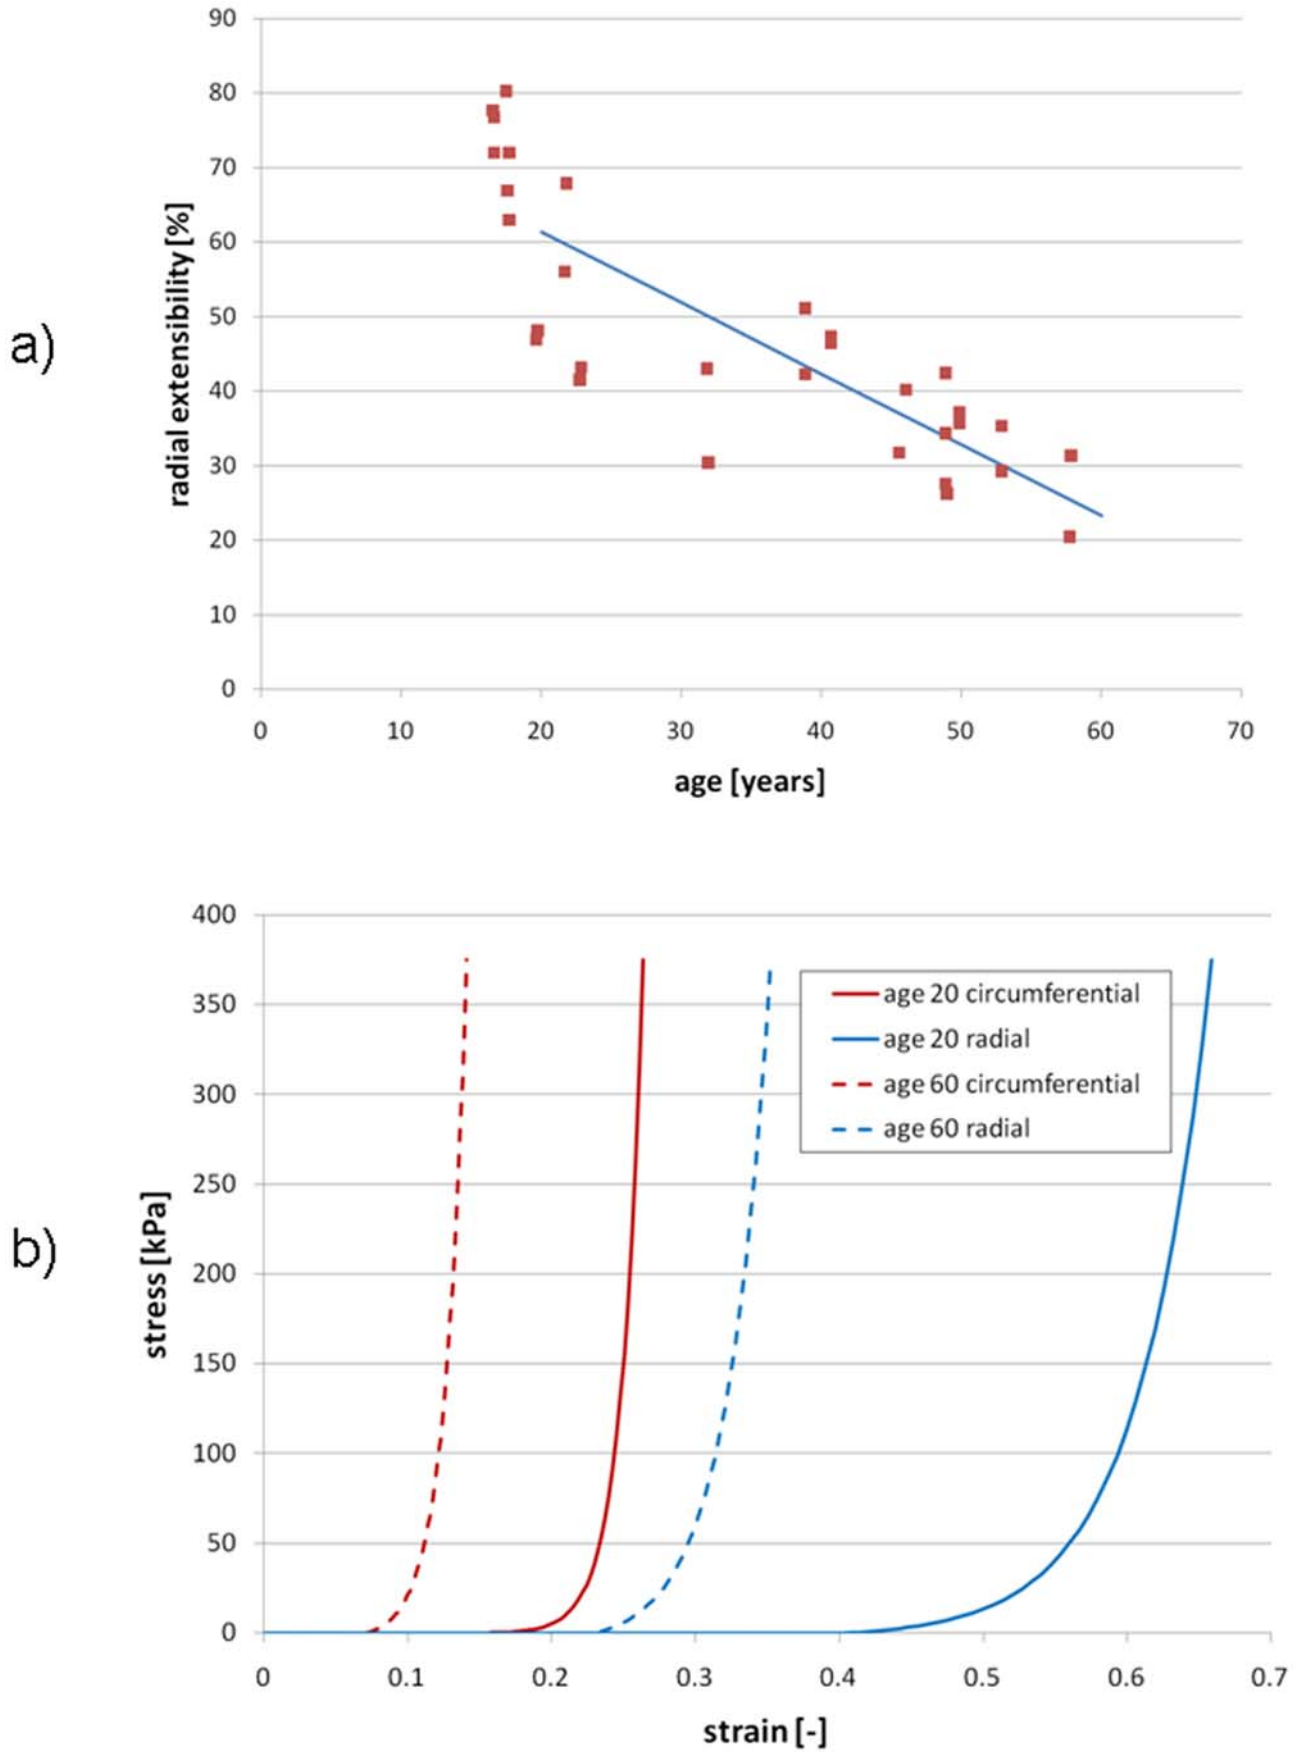 a)
radial extensibility [%]
90
80
70
60
50
40
30
20
10
0
0 10 20 30 40 50 60 70
age [years]
b)
stress [kPa]
400
350
300
250
200
150
100
50
0
age 20 circumferential
age 20 radial
age 60 circumferential
age 60 radial
0 0.1 0.2 0.3 0.4 0.5 0.6 0.7
strain [-]